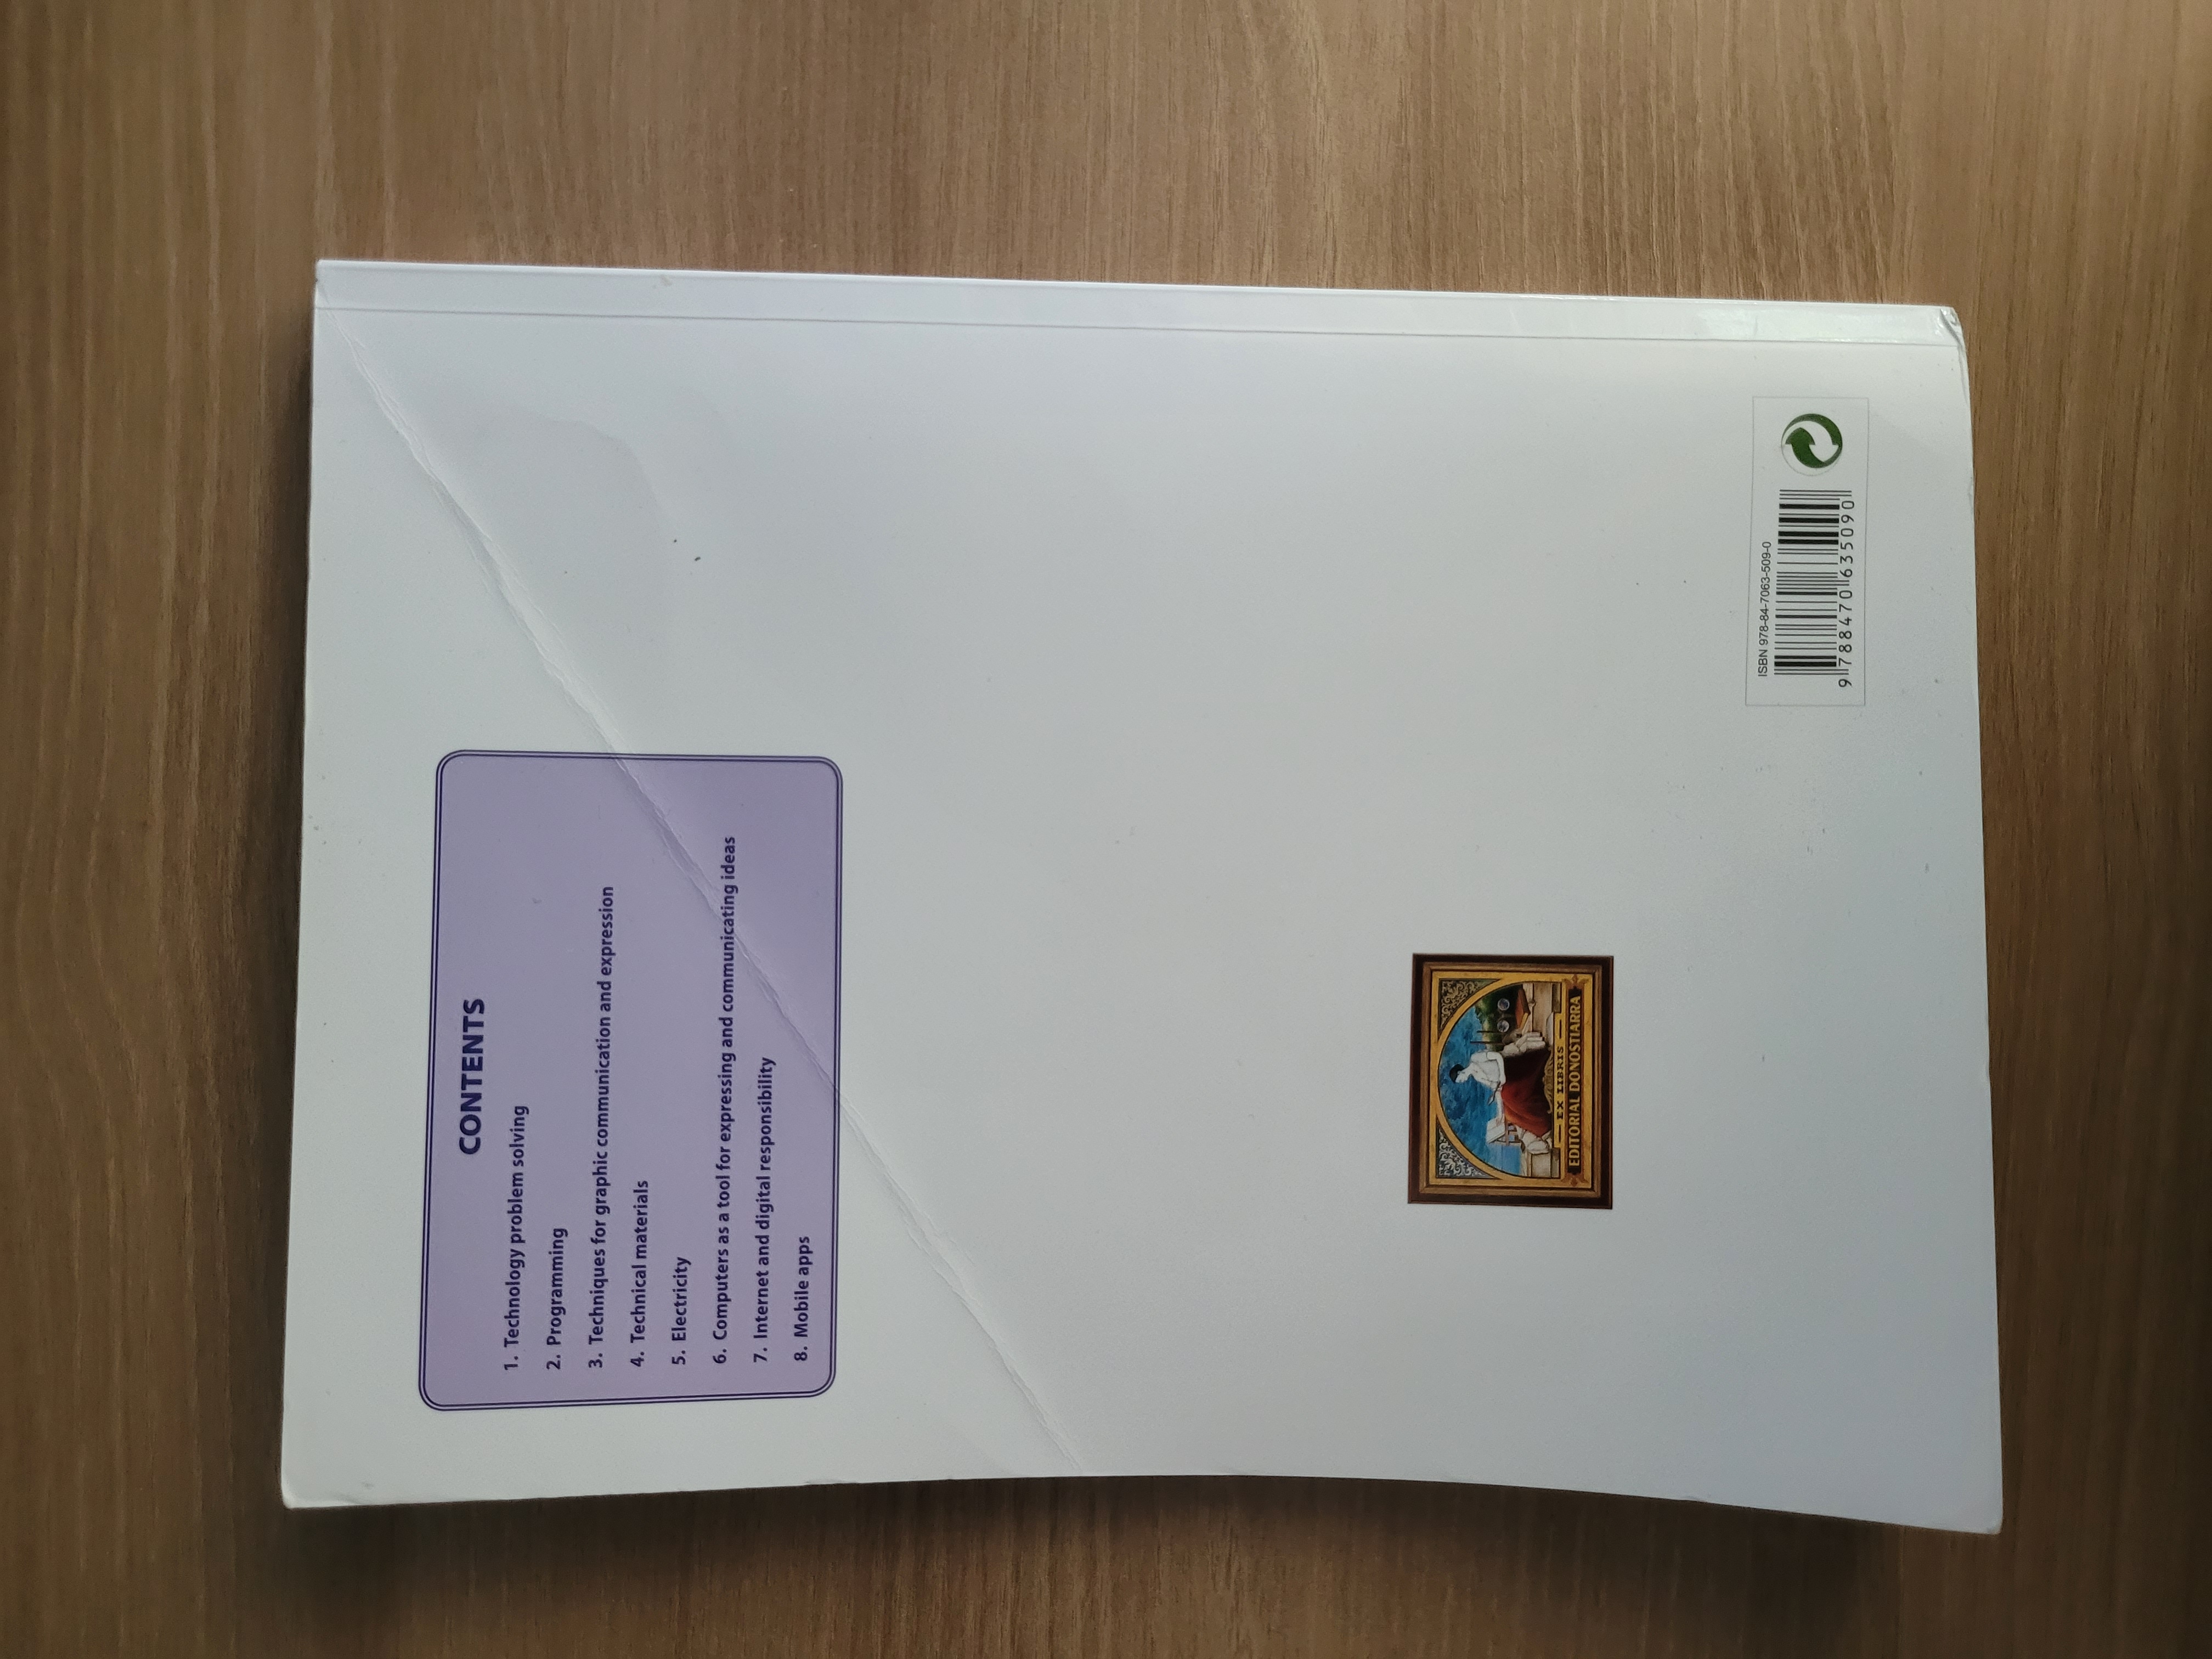 CONTENTS
1. Technology problem solving
2. Programming
3. Techniques for graphic communication and expression
4. Technical materials
5. Electricity
6. Computers as a tool for expressing and communicating ideas
7. Internet and digital responsibility
8. Mobile apps
EX LIBRIS
EDITORIAL DONOSTIARRA
ISBN 978-84-7063-509-0
9 788470 635090